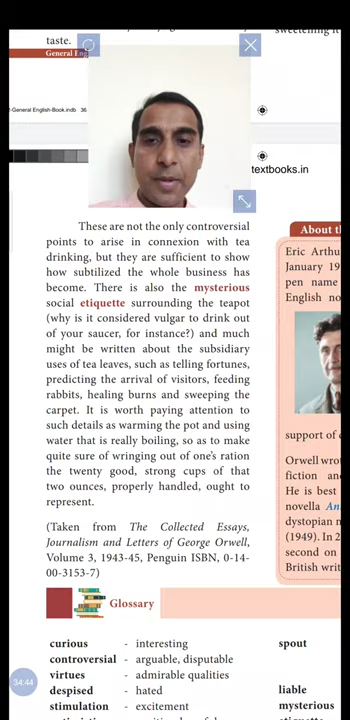 taste.
sweetening it
General Eng
-General English-Book.indb 36
textbooks.in
These are not the only controversial
points to arise in connexion with tea
drinking, but they are sufficient to show
how subtilized the whole business has
become. There is also the mysterious
social etiquette surrounding the teapot
(why is it considered vulgar to drink out
of your saucer, for instance?) and much
might be written about the subsidiary
uses of tea leaves, such as telling fortunes,
predicting the arrival of visitors, feeding
rabbits, healing burns and sweeping the
carpet. It is worth paying attention to
such details as warming the pot and using
water that is really boiling, so as to make
quite sure of wringing out of one's ration
the twenty good, strong cups of that
two ounces, properly handled, ought to
represent.
(Taken from The Collected Essays,
Journalism and Letters of George Orwell,
Volume 3, 1943-45, Penguin ISBN, 0-14-
00-3153-7)
About th
Eric Arthu
January 19
pen name
English no
support of
Orwell wro
fiction an
He is best
novella An
dystopian n
(1949). In 2
second on
British writ
Glossary
curious - interesting
controversial - arguable, disputable
virtues - admirable qualities
despised - hated
stimulation - excitement
spout
liable
mysterious
34:44